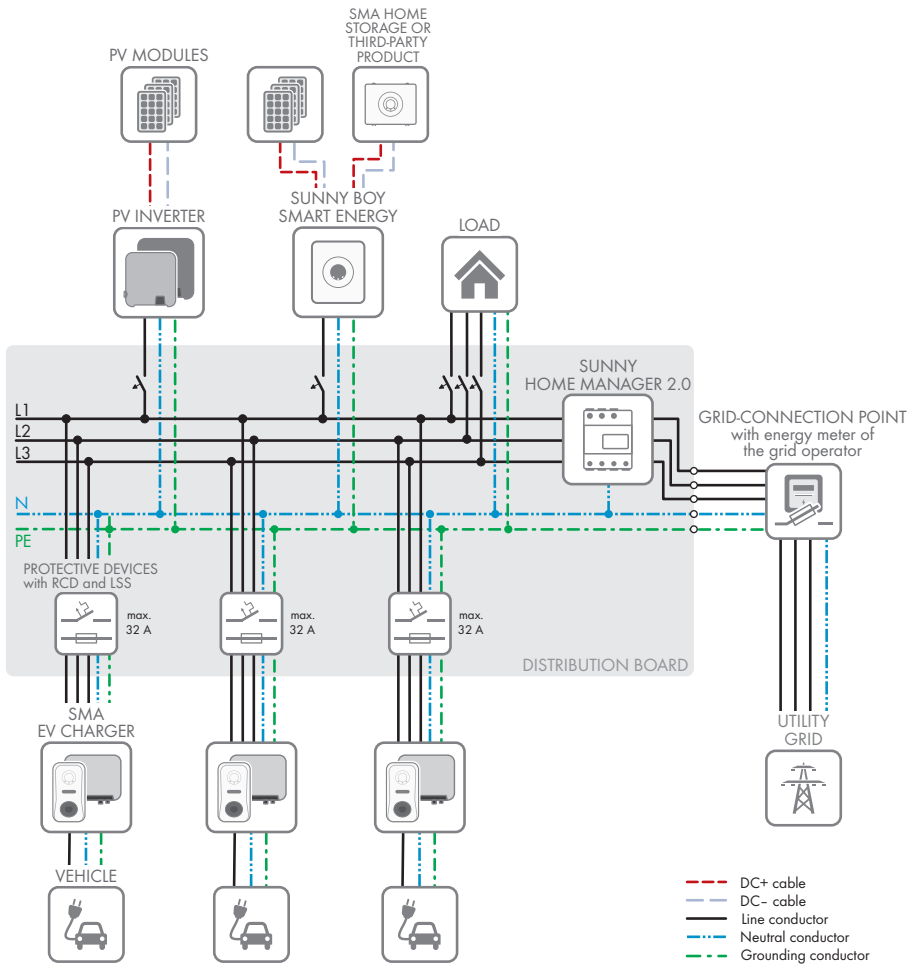 SMA HOME
STORAGE OR
THIRD-PARTY
PRODUCT
PV MODULES
PV INVERTER
SUNNY BOY
SMART ENERGY
LOAD
SUNNY
HOME MANAGER 2.0
GRID-CONNECTION POINT
with energy meter of
the grid operator
L1
L2
L3
N
PE
PROTECTIVE DEVICES
with RCD and LSS
max.
32 A
max.
32 A
max.
32 A
DISTRIBUTION BOARD
SMA
EV CHARGER
UTILITY
GRID
VEHICLE
DC+ cable
DC– cable
Line conductor
Neutral conductor
Grounding conductor